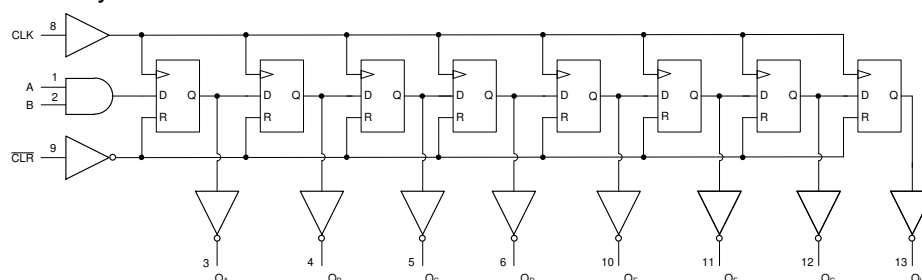 CLK 8
A 1
B 2
D Q D Q D Q D Q D Q D Q D Q D Q
R R R R R R R R
CLR 9
3 4 5 6 10 11 12 13